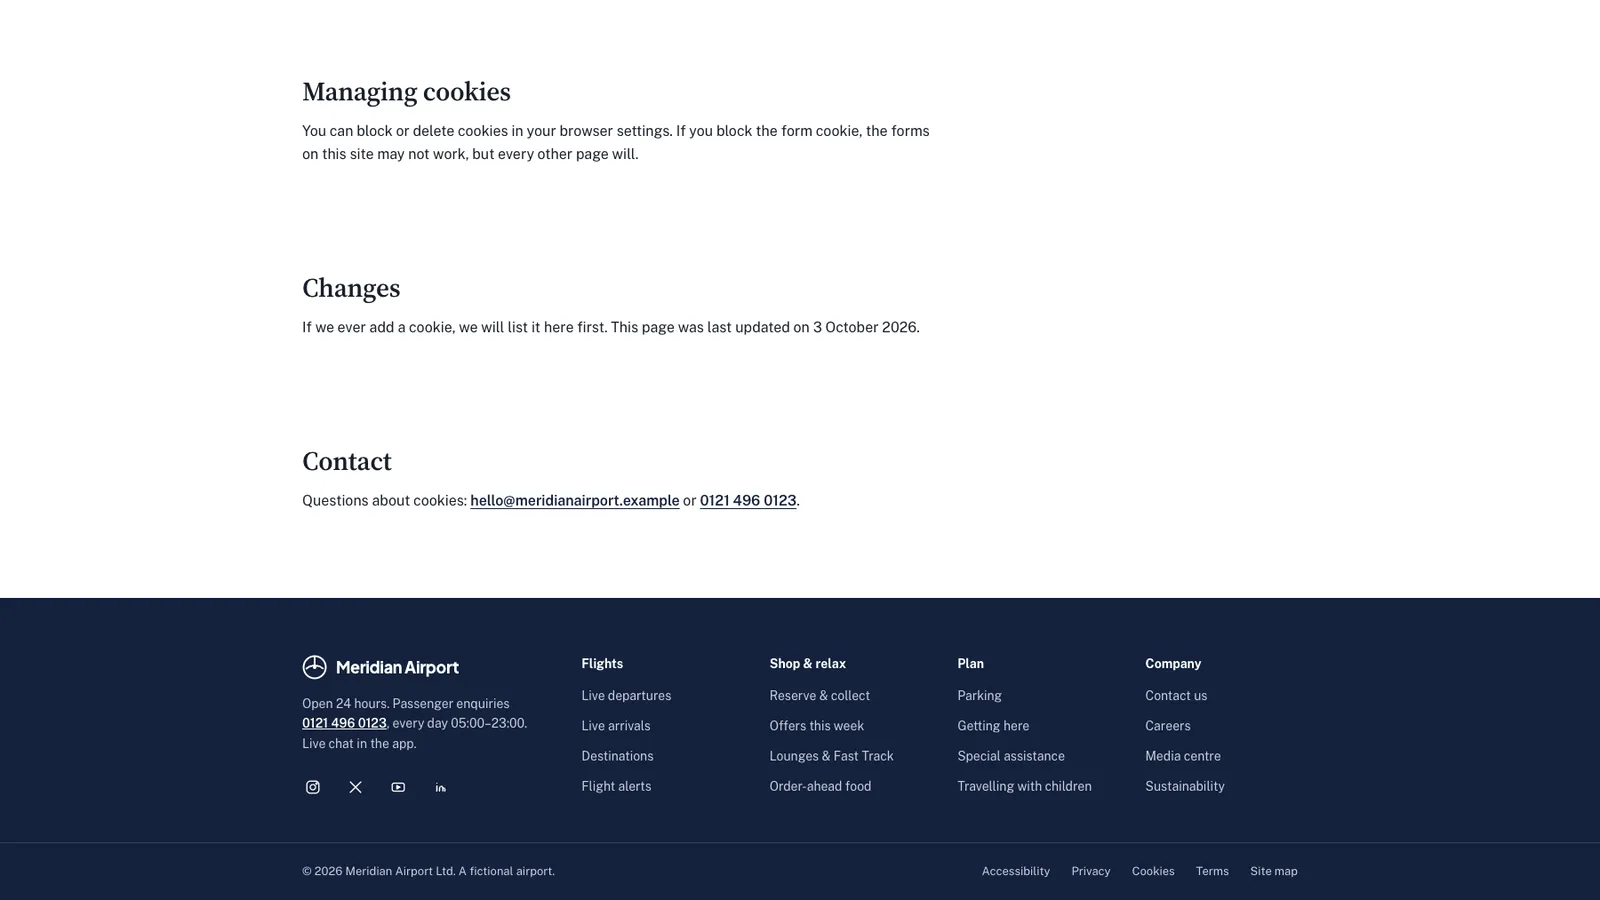 Managing cookies
You can block or delete cookies in your browser settings. If you block the form cookie, the forms
on this site may not work, but every other page will.
Changes
If we ever add a cookie, we will list it here first. This page was last updated on 3 October 2026.
Contact
Questions about cookies: hello@meridianairport.example or 0121 496 0123.
Meridian Airport
Open 24 hours. Passenger enquiries
0121 496 0123, every day 05:00–23:00.
Live chat in the app.
Flights
Live departures
Live arrivals
Destinations
Flight alerts
Shop & relax
Reserve & collect
Offers this week
Lounges & Fast Track
Order-ahead food
Plan
Parking
Getting here
Special assistance
Travelling with children
Company
Contact us
Careers
Media centre
Sustainability
© 2026 Meridian Airport Ltd. A fictional airport.
Accessibility Privacy Cookies Terms Site map